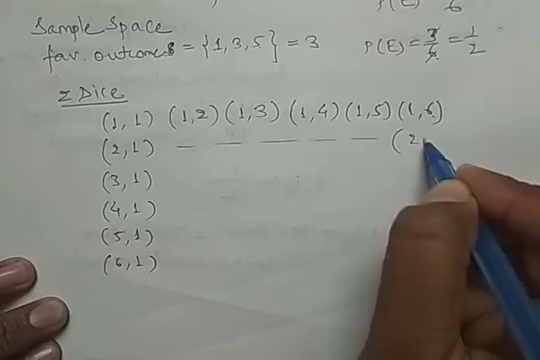 P(E) 6
Sample Space
fav. outcomes = {1,3,5} = 3 P(E) = 3/6 = 1/2
2 Dice
(1,1) (1,2) (1,3) (1,4) (1,5) (1,6)
(2,1) — — — — — (2,
(3,1)
(4,1)
(5,1)
(6,1)